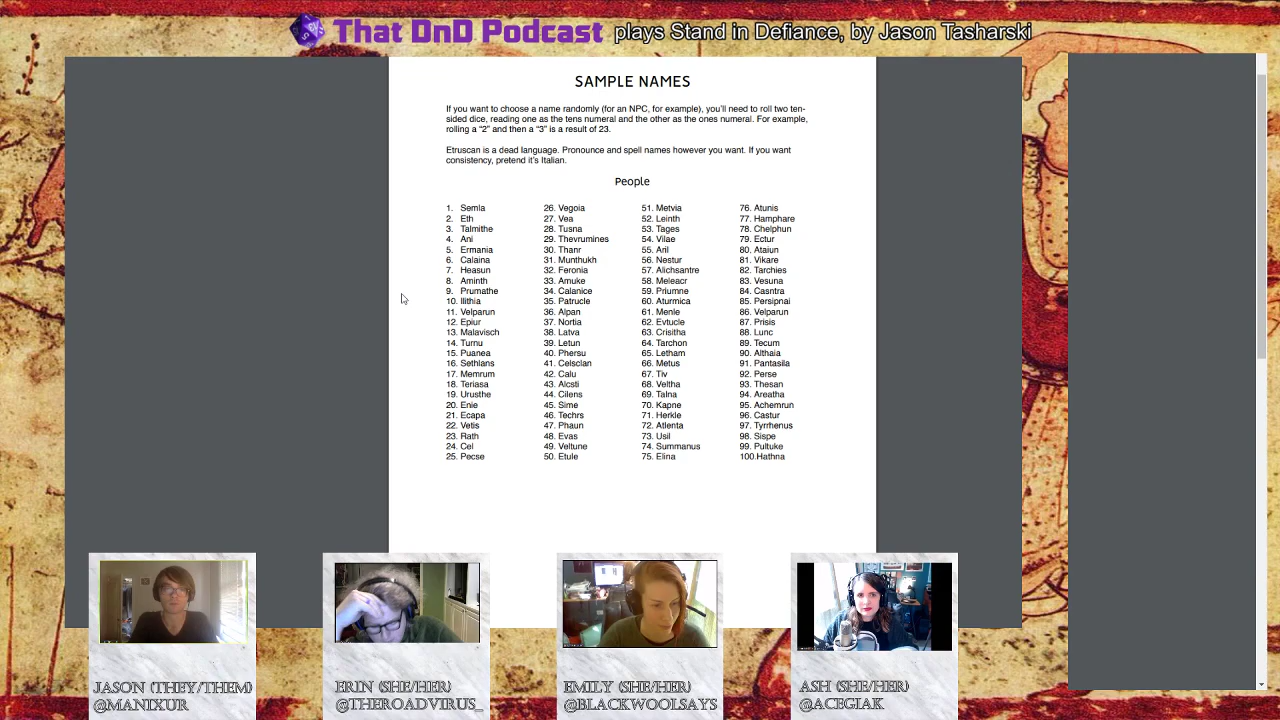 That DnD Podcast plays Stand in Defiance, by Jason Tasharski
SAMPLE NAMES
If you want to choose a name randomly (for an NPC, for example), you'll need to roll two ten-
sided dice, reading one as the tens numeral and the other as the ones numeral. For example,
rolling a “2” and then a “3” is a result of 23.
Etruscan is a dead language. Pronounce and spell names however you want. If you want
consistency, pretend it's Italian.
People
1. Semla
2. Eth
3. Talmithe
4. Ani
5. Ermania
6. Calaina
7. Heasun
8. Aminth
9. Prumathe
10. Ilithia
11. Velparun
12. Epiur
13. Malavisch
14. Turnu
15. Puanea
16. Sethlans
17. Memrum
18. Teriasa
19. Urusthe
20. Enie
21. Ecapa
22. Vetis
23. Rath
24. Cel
25. Pecse
26. Vegoia
27. Vea
28. Tusna
29. Thevrumines
30. Thanr
31. Munthukh
32. Feronia
33. Amuke
34. Calanice
35. Patrucle
36. Alpan
37. Nortia
38. Latva
39. Letun
40. Phersu
41. Celsclan
42. Calu
43. Alcsti
44. Cilens
45. Sime
46. Techrs
47. Phaun
48. Evas
49. Veltune
50. Etule
51. Metvia
52. Leinth
53. Tages
54. Vilae
55. Aril
56. Nestur
57. Alichsantre
58. Meleacr
59. Priumne
60. Aturmica
61. Menle
62. Evtucle
63. Crisitha
64. Tarchon
65. Letham
66. Metus
67. Tiv
68. Veltha
69. Talna
70. Kapne
71. Herkle
72. Atlenta
73. Usil
74. Summanus
75. Elina
76. Atunis
77. Hamphare
78. Chelphun
79. Ectur
80. Ataiun
81. Vikare
82. Tarchies
83. Vesuna
84. Casntra
85. Persipnai
86. Velparun
87. Prisis
88. Lunc
89. Tecum
90. Althaia
91. Pantasila
92. Perse
93. Thesan
94. Areatha
95. Achemrun
96. Castur
97. Tyrrhenus
98. Sispe
99. Pultuke
100.Hathna
JASON (THEY/THEM)
@MANIXUR
ERIN (SHE/HER)
@THEROADVIRUS_
EMILY (SHE/HER)
@BLACKWOOLSAYS
ASH (SHE/HER)
@ACEGIAK